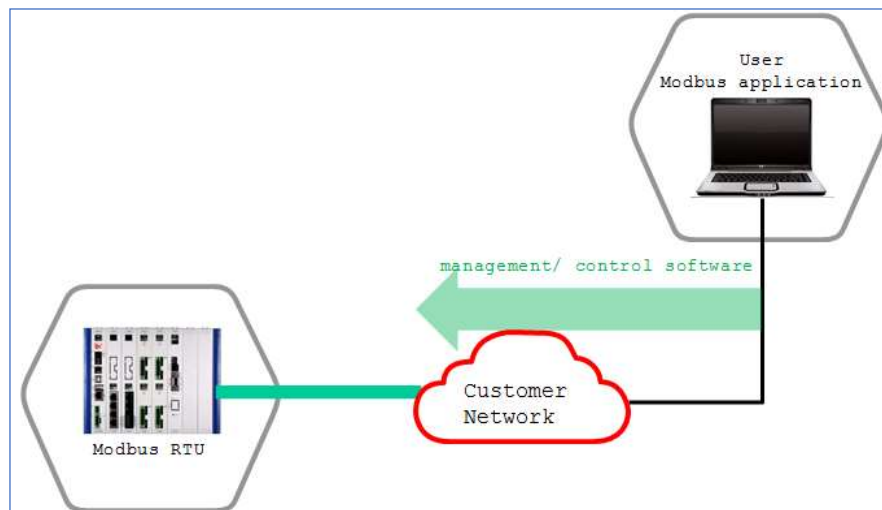 User
Modbus application
management/ control software
Customer
Network
Modbus RTU